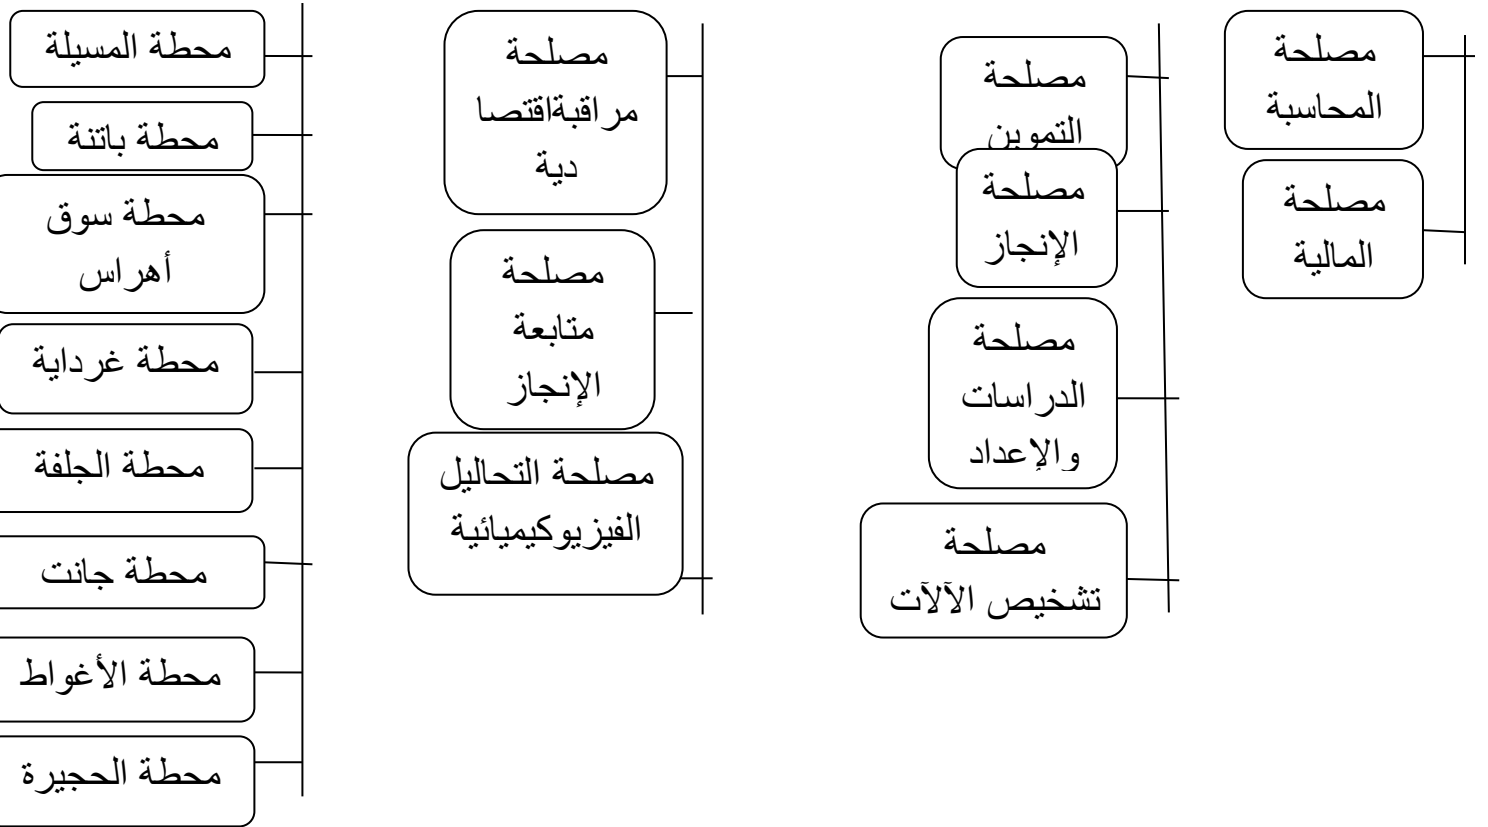 مصلحة
المحاسبة
مصلحة
المالية
مصلحة
التموين
مصلحة
الإنجاز
مصلحة
الدراسات
والإعداد
مصلحة
تشخيص الآلآت
مصلحة
مراقبةاقتصا
دية
مصلحة
متابعة
الإنجاز
مصلحة التحاليل
الفيزيوكيميائية
محطة المسيلة
محطة باتنة
محطة سوق
أهراس
محطة غرداية
محطة الجلفة
محطة جانت
محطة الأغواط
محطة الحجيرة